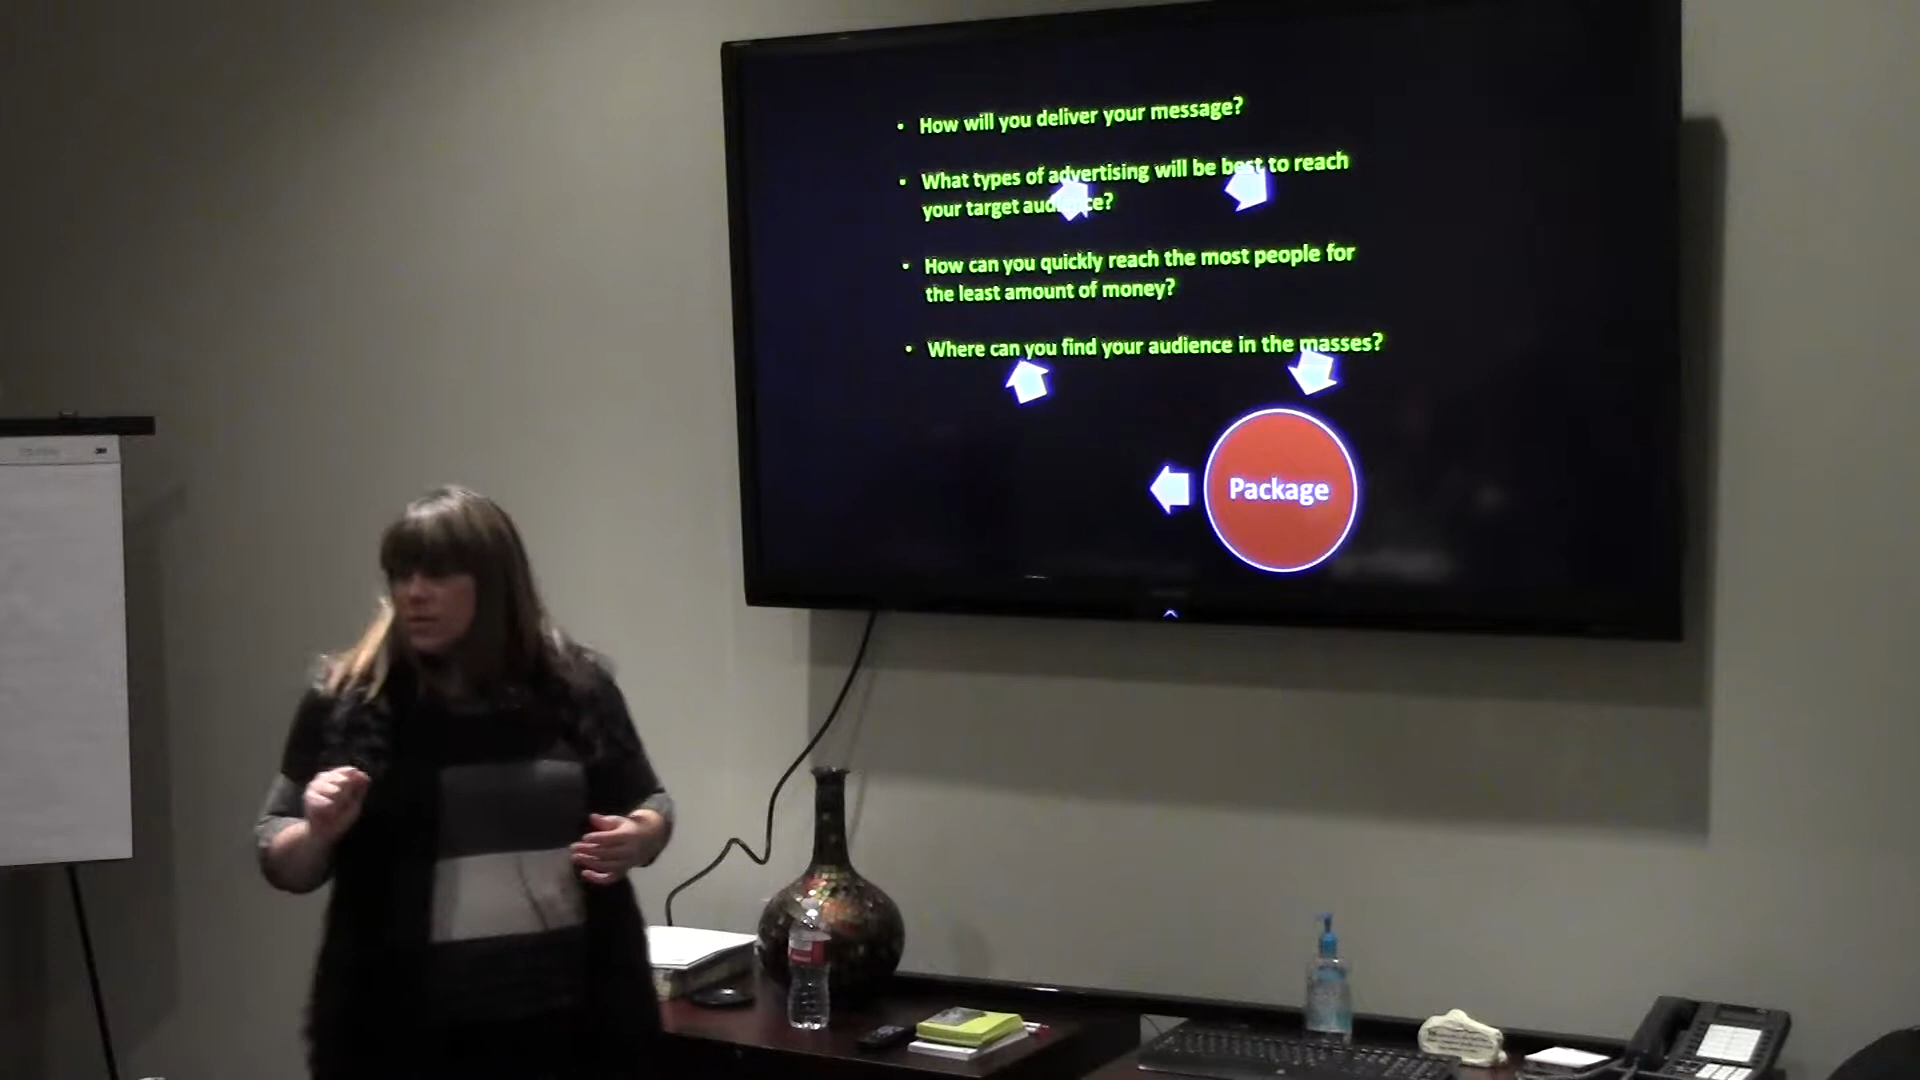 • How will you deliver your message?
• What types of advertising will be best to reach
your target audience?
• How can you quickly reach the most people for
the least amount of money?
• Where can you find your audience in the masses?
Package
3M